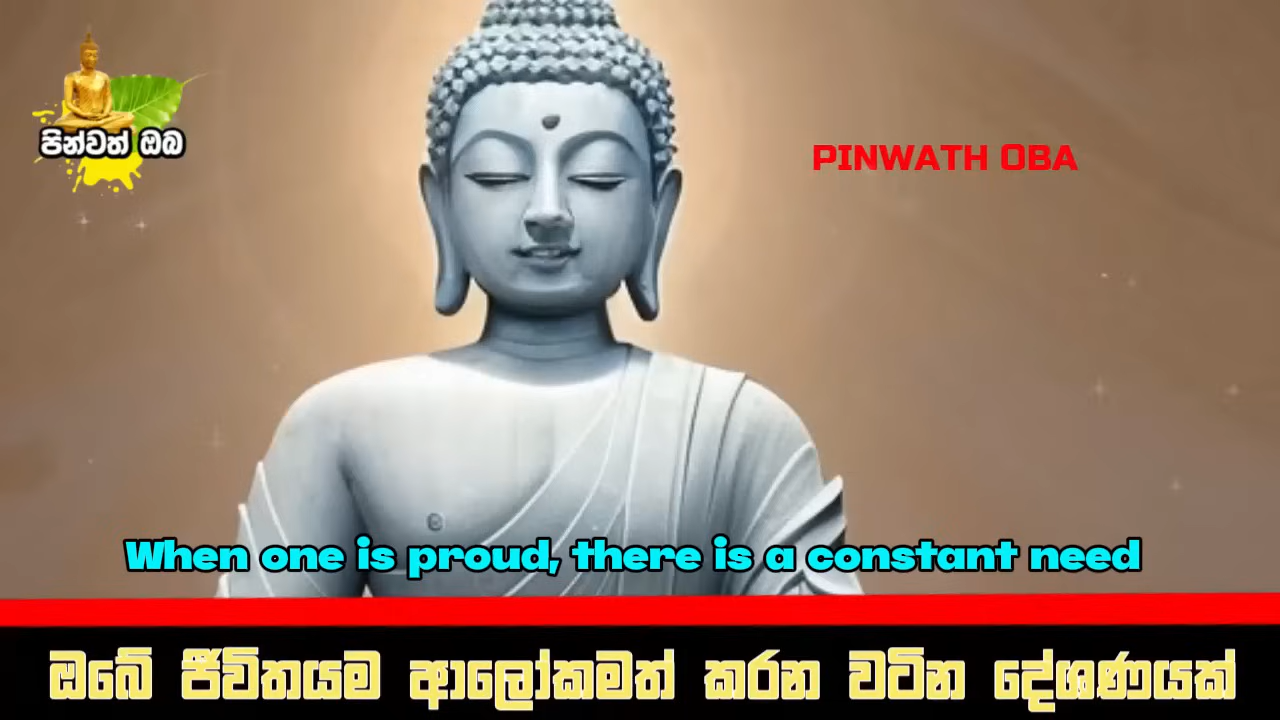 පින්වත් ඔබ
PINWATH OBA
When one is proud, there is a constant need
ඔබේ ජීවිතයම ආලෝකමත් කරන වටින දේශණයක්